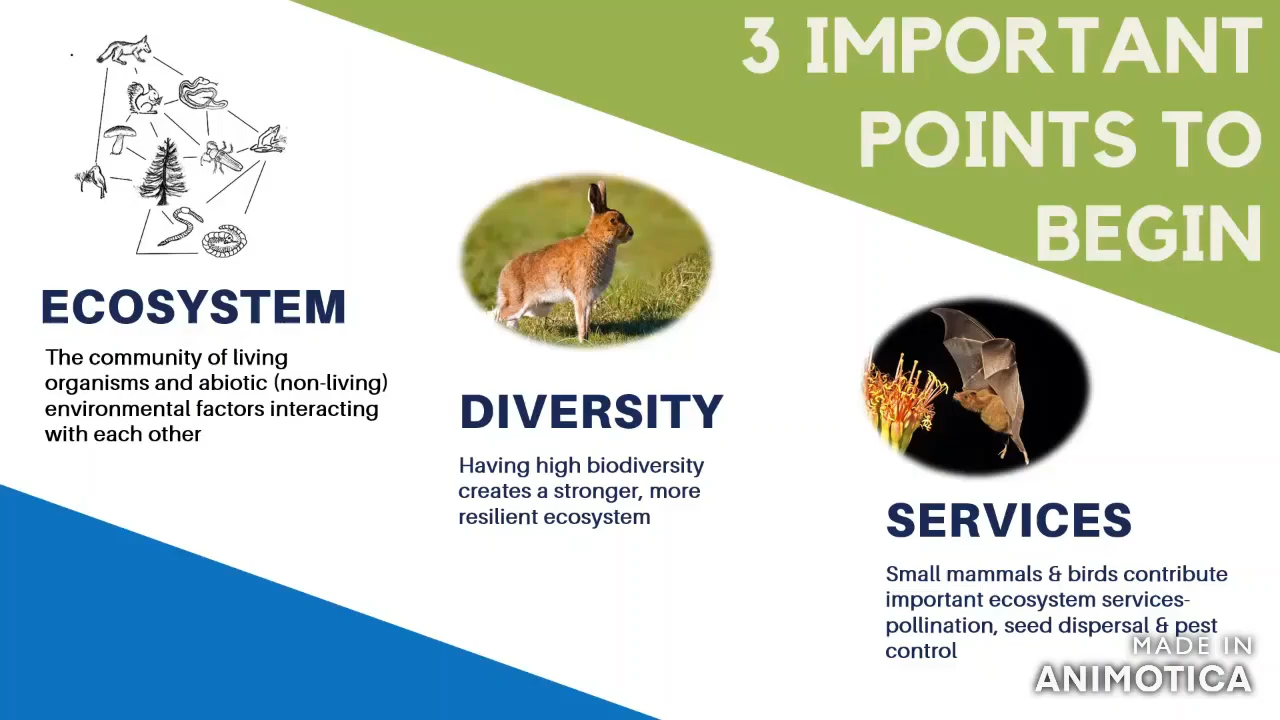 3 IMPORTANT
POINTS TO
BEGIN
ECOSYSTEM
The community of living
organisms and abiotic (non-living)
environmental factors interacting
with each other
DIVERSITY
Having high biodiversity
creates a stronger, more
resilient ecosystem
SERVICES
Small mammals & birds contribute
important ecosystem services-
pollination, seed dispersal & pest
control
MADE IN
ANIMOTICA